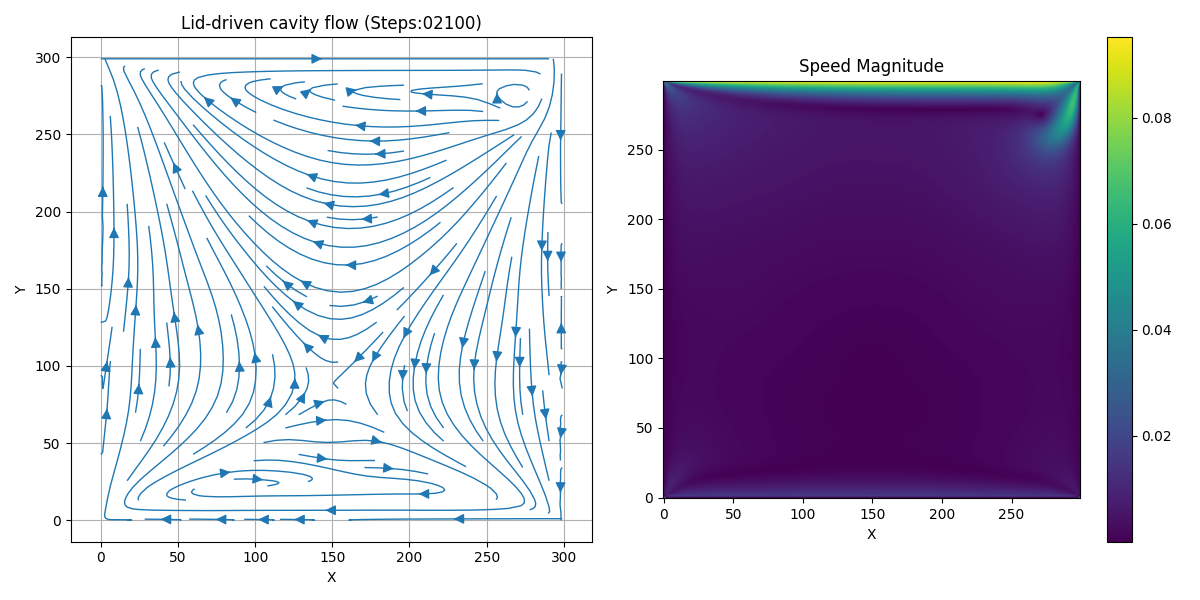 Lid-driven cavity flow (Steps:02100)
300
250
200
150
100
50
0
Y
0 50 100 150 200 250 300
X
Speed Magnitude
250
200
150
100
50
0
Y
0 50 100 150 200 250
X
0.08
0.06
0.04
0.02